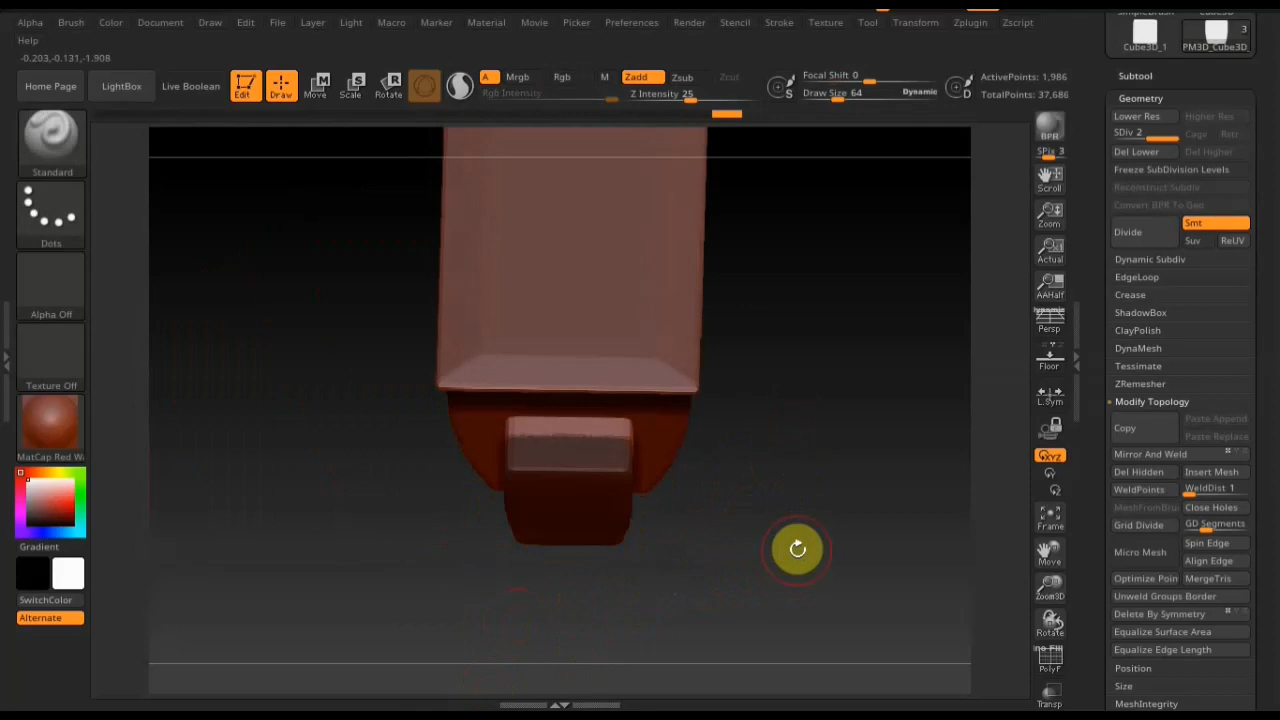 Alpha Brush Color Document Draw Edit File Layer Light Macro Marker Material Movie Picker Preferences Render Stencil Stroke Texture Tool Transform Zplugin Zscript
Help
-0.203,-0.131,-1.908
Home Page
LightBox
Live Boolean
Edit
Draw
Move
Scale
Rotate
A
Mrgb
Rgb
M
Rgb Intensity
Zadd
Zsub
Zcut
Z Intensity 25
S
Focal Shift 0
Draw Size 64
Dynamic
D
ActivePoints: 1,986
TotalPoints: 37,686
Standard
Dots
Alpha Off
Texture Off
MatCap Red Wa
Gradient
SwitchColor
Alternate
BPR
SPix 3
Scroll
Zoom
Actual
AAHalf
Dynamic
Persp
Floor
L.Sym
XYZ
Frame
Move
Zoom3D
Rotate
PolyF
Transp
Cube3D_1
3
PM3D_Cube3D_
Subtool
Geometry
Lower Res Higher Res
SDiv 2 Cage Rstr
Del Lower Del Higher
Freeze SubDivision Levels
Reconstruct Subdiv
Convert BPR To Geo
Divide
Smt
Suv ReUV
Dynamic Subdiv
EdgeLoop
Crease
ShadowBox
ClayPolish
DynaMesh
Tessimate
ZRemesher
Modify Topology
Copy
Paste Append
Paste Replace
Mirror And Weld
Del Hidden Insert Mesh
WeldPoints WeldDist 1
MeshFromBru Close Holes
Grid Divide GD Segments
Micro Mesh
Spin Edge
Align Edge
Optimize Poin MergeTris
Unweld Groups Border
Delete By Symmetry
Equalize Surface Area
Equalize Edge Length
Position
Size
MeshIntegrity